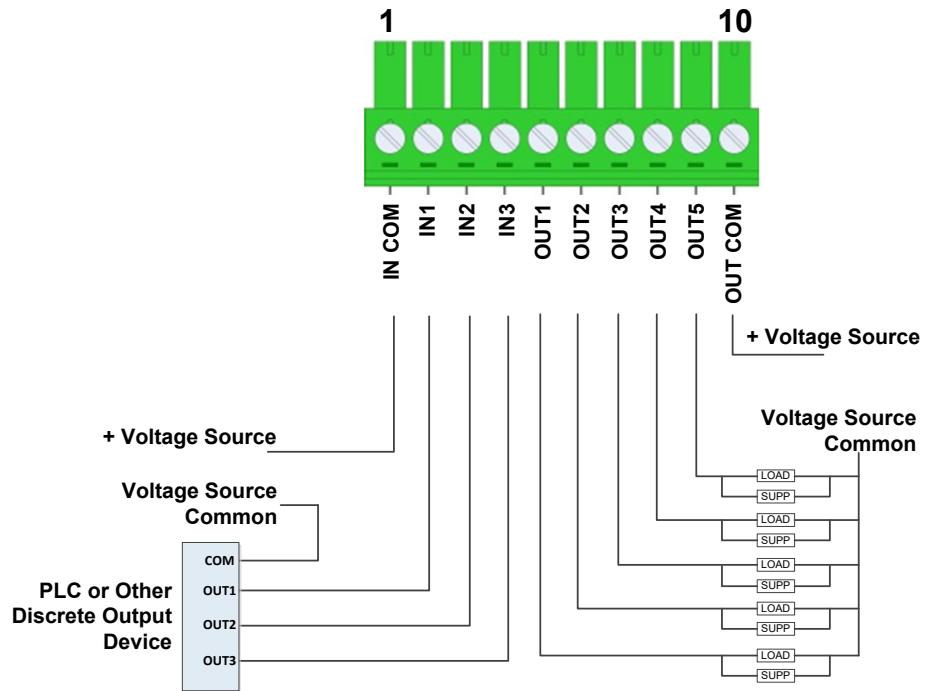 1
10
IN COM
IN1
IN2
IN3
OUT1
OUT2
OUT3
OUT4
OUT5
OUT COM
+ Voltage Source
Voltage Source
Common
+ Voltage Source
Voltage Source
Common
PLC or Other
Discrete Output
Device
COM
OUT1
OUT2
OUT3
LOAD
SUPP
LOAD
SUPP
LOAD
SUPP
LOAD
SUPP
LOAD
SUPP